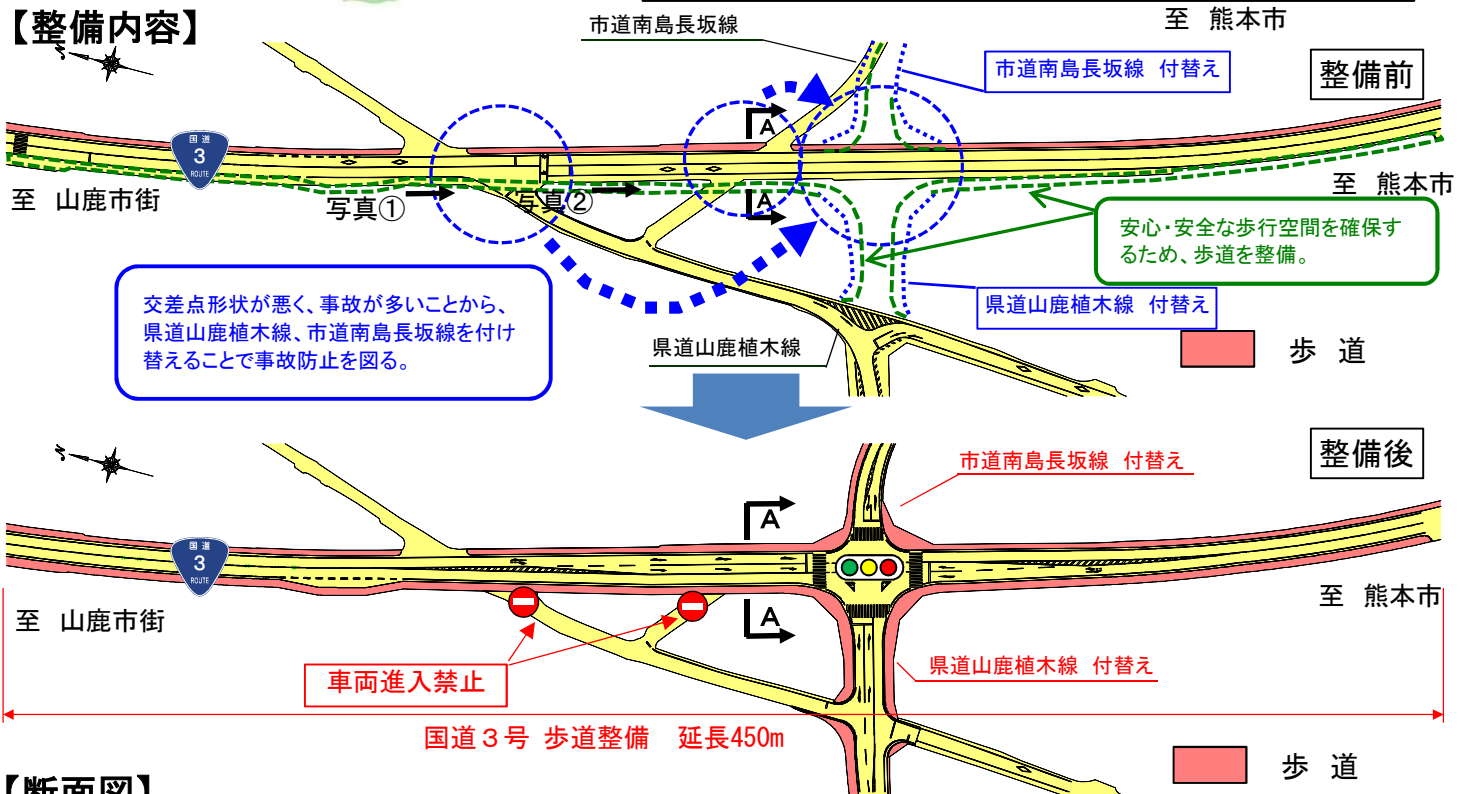 【整備内容】
市道南島長坂線
至 熊本市
市道南島長坂線 付替え
整備前
A
国道
3
ROUTE
至 山鹿市街
写真①
写真②
A
至 熊本市
安心・安全な歩行空間を確保す
るため、歩道を整備。
交差点形状が悪く、事故が多いことから、
県道山鹿植木線、市道南島長坂線を付け
替えることで事故防止を図る。
県道山鹿植木線 付替え
県道山鹿植木線
歩 道
整備後
市道南島長坂線 付替え
A
国道
3
ROUTE
至 山鹿市街
A
至 熊本市
車両進入禁止
県道山鹿植木線 付替え
国道3号 歩道整備 延長450m
歩 道
【断面図】